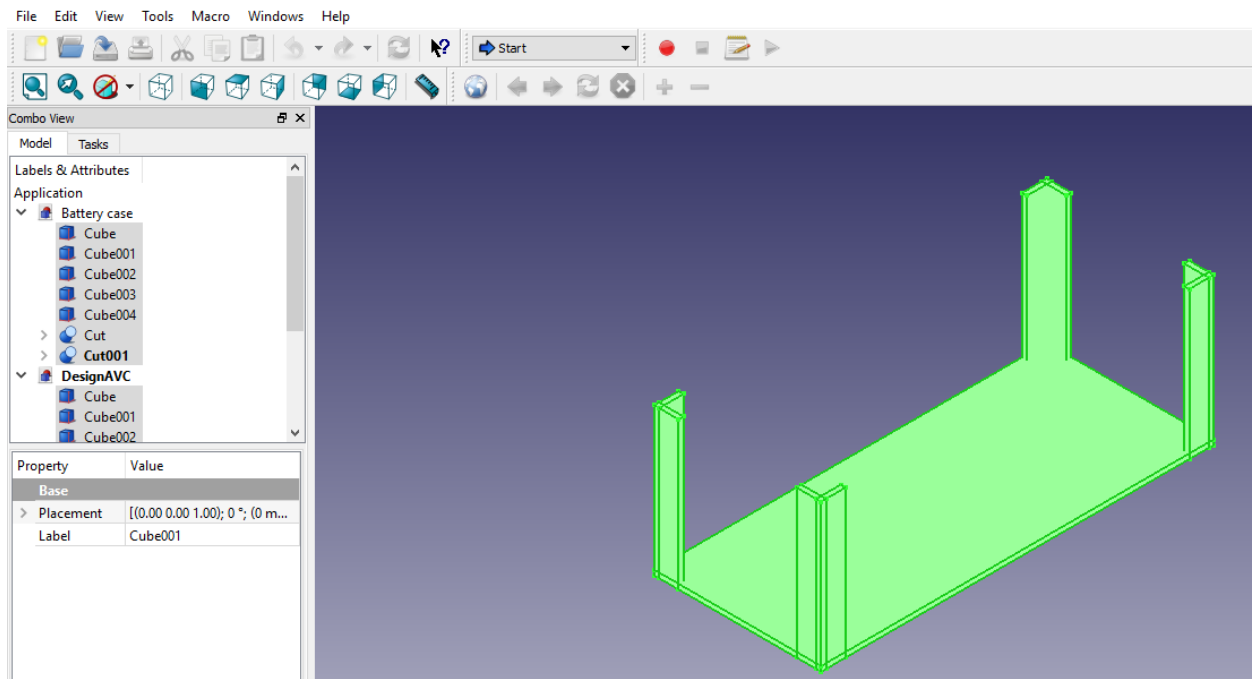 File Edit View Tools Macro Windows Help
Start
Combo View
Model Tasks
Labels & Attributes
Application
Battery case
Cube
Cube001
Cube002
Cube003
Cube004
Cut
Cut001
DesignAVC
Cube
Cube001
Cube002
Property Value
Base
Placement [(0.00 0.00 1.00); 0 °; (0 m...
Label Cube001